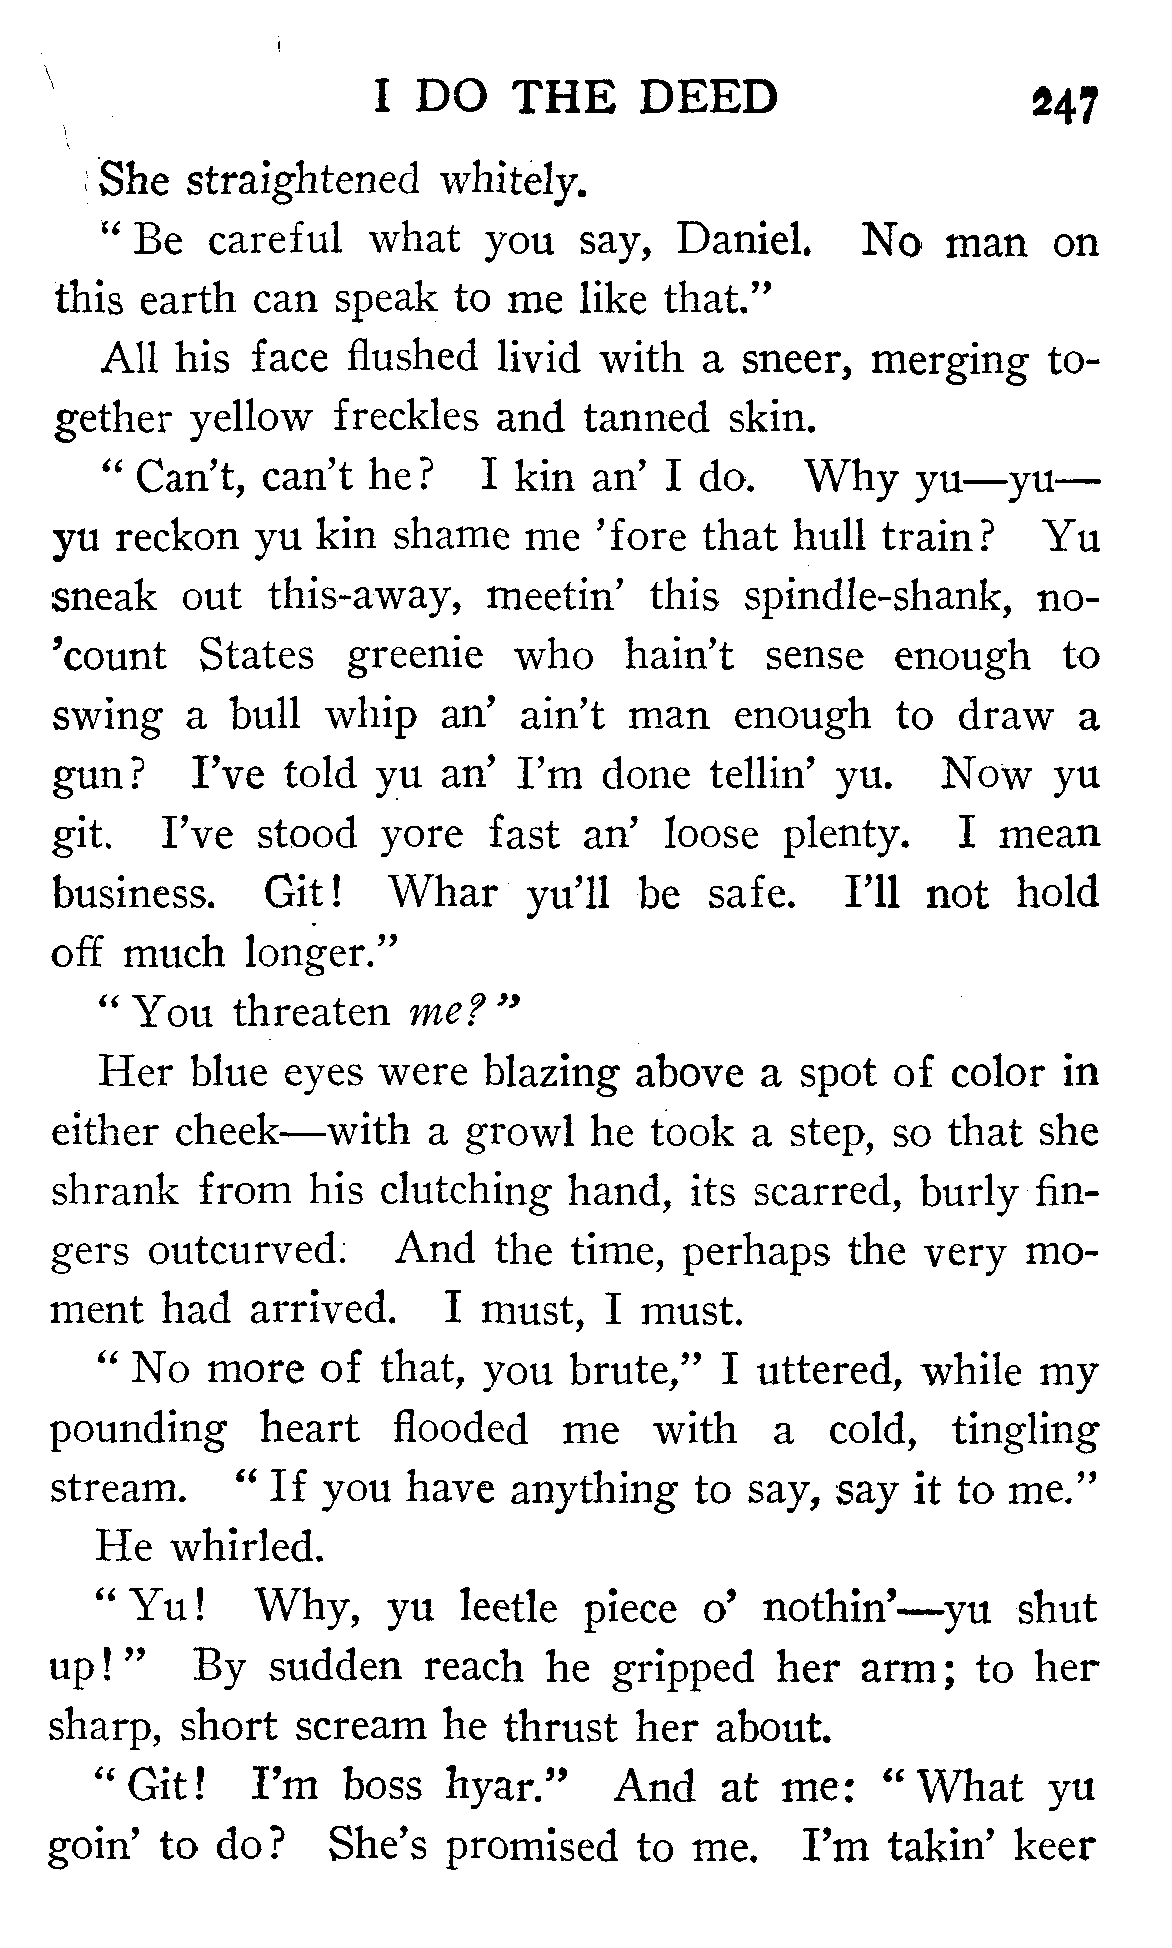 I DO THE DEED 247
She straightened whitely.
" Be careful what you say, Daniel. No man on
this earth can speak to me like that."
All his face flushed livid with a sneer, merging to-
gether yellow freckles and tanned skin.
" Can't, can't he? I kin an' I do. Why yu—yu—
yu reckon yu kin shame me 'fore that hull train? Yu
sneak out this-away, meetin' this spindle-shank, no-
'count States greenie who hain't sense enough to
swing a bull whip an' ain't man enough to draw a
gun? I've told yu an' I'm done tellin' yu. Now yu
git. I've stood yore fast an' loose plenty. I mean
business. Git! Whar yu'll be safe. I'll not hold
off much longer."
" You threaten me? "
Her blue eyes were blazing above a spot of color in
either cheek—with a growl he took a step, so that she
shrank from his clutching hand, its scarred, burly fin-
gers outcurved. And the time, perhaps the very mo-
ment had arrived. I must, I must.
" No more of that, you brute," I uttered, while my
pounding heart flooded me with a cold, tingling
stream. " If you have anything to say, say it to me."
He whirled.
" Yu! Why, yu leetle piece o' nothin'—yu shut
up! " By sudden reach he gripped her arm; to her
sharp, short scream he thrust her about.
" Git! I'm boss hyar." And at me: " What yu
goin' to do? She's promised to me. I'm takin' keer